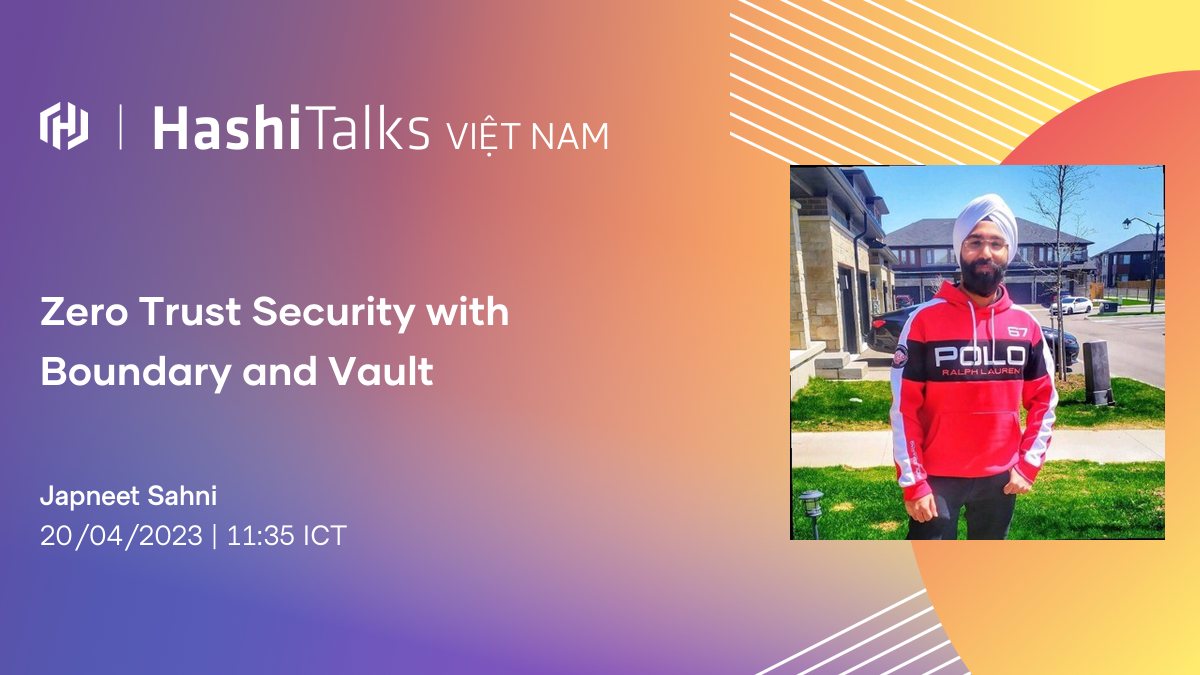 HashiTalks VIỆT NAM
Zero Trust Security with
Boundary and Vault
Japneet Sahni
20/04/2023 | 11:35 ICT
67
POLO
RALPH LAUREN